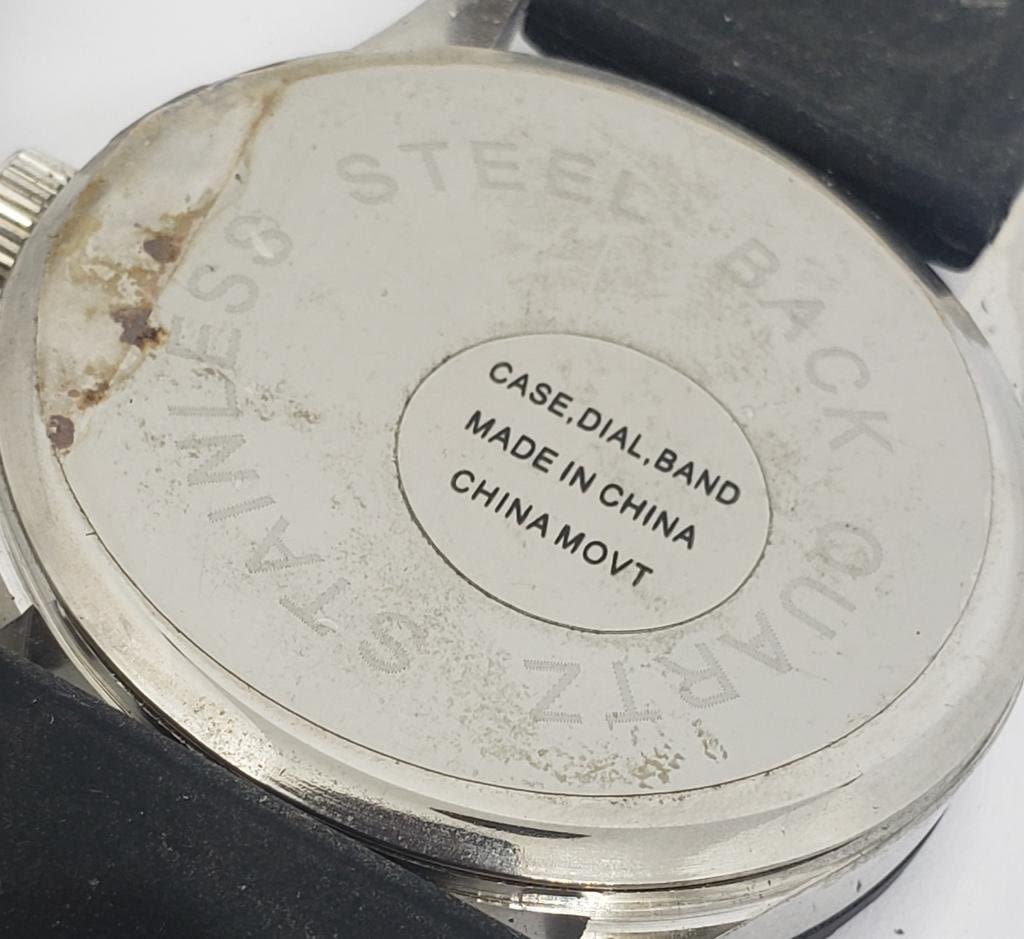 STAINLESS STEEL BACK QUARTZ
CASE,DIAL,BAND
MADE IN CHINA
CHINA MOVT